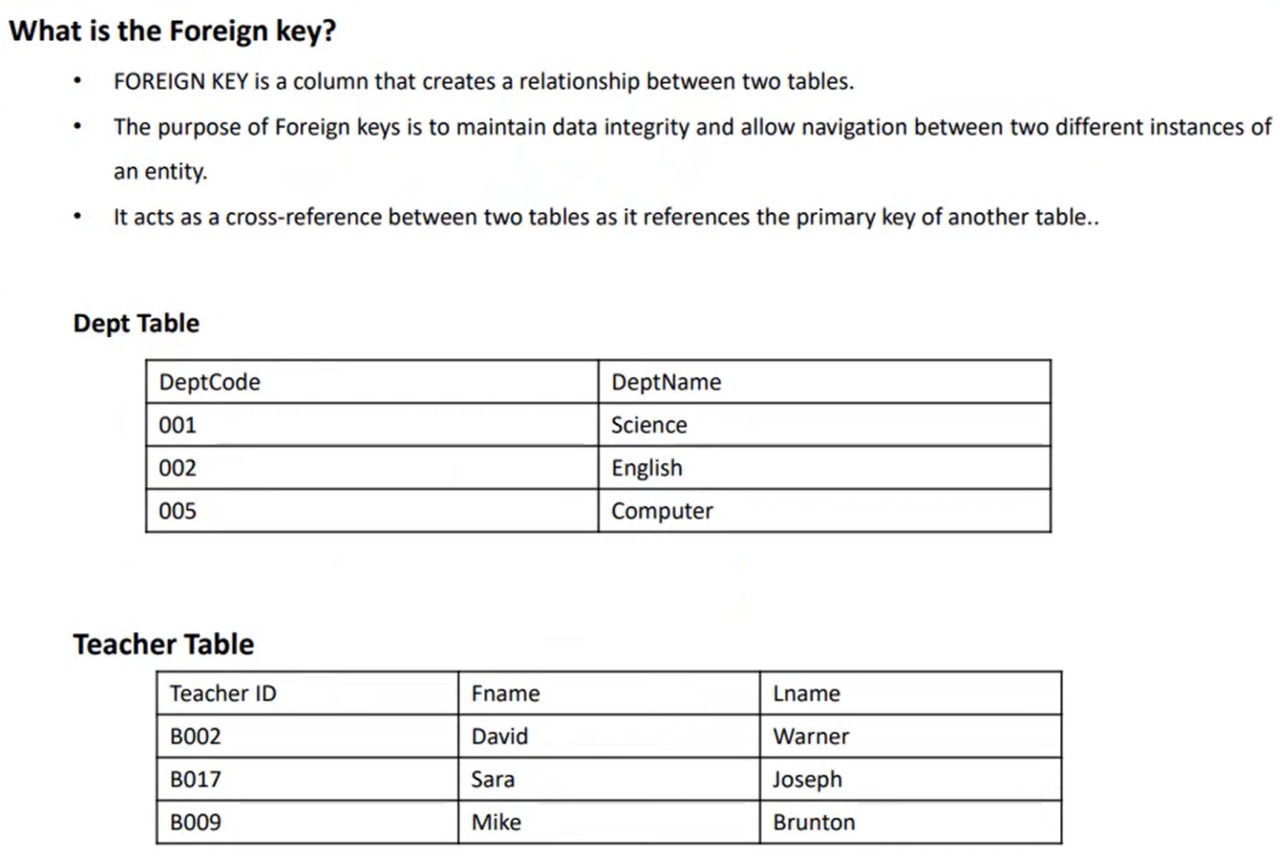 What is the Foreign key?
• FOREIGN KEY is a column that creates a relationship between two tables.
• The purpose of Foreign keys is to maintain data integrity and allow navigation between two different instances of
an entity.
• It acts as a cross-reference between two tables as it references the primary key of another table..
Dept Table
DeptCode DeptName
001 Science
002 English
005 Computer
Teacher Table
Teacher ID Fname Lname
B002 David Warner
B017 Sara Joseph
B009 Mike Brunton